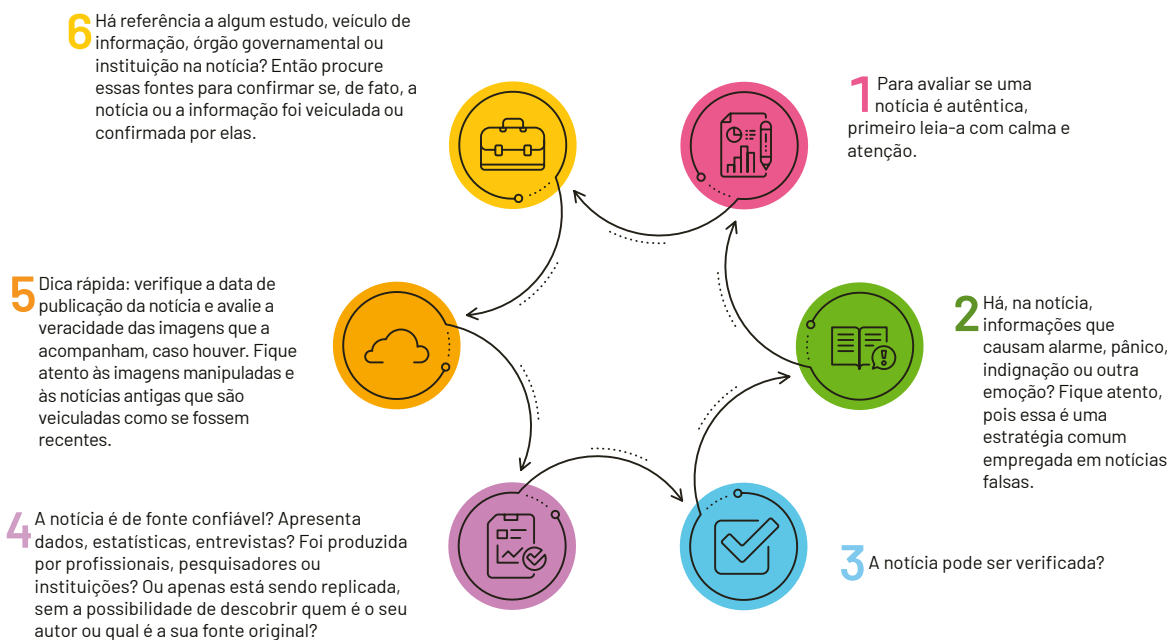 1 Para avaliar se uma
notícia é autêntica,
primeiro leia-a com calma e
atenção.
2 Há, na notícia,
informações que
causam alarme, pânico,
indignação ou outra
emoção? Fique atento,
pois essa é uma
estratégia comum
empregada em notícias
falsas.
3 A notícia pode ser verificada?
4 A notícia é de fonte confiável? Apresenta
dados, estatísticas, entrevistas? Foi produzida
por profissionais, pesquisadores ou
instituições? Ou apenas está sendo replicada,
sem a possibilidade de descobrir quem é o seu
autor ou qual é a sua fonte original?
5 Dica rápida: verifique a data de
publicação da notícia e avalie a
veracidade das imagens que a
acompanham, caso houver. Fique
atento às imagens manipuladas e
às notícias antigas que são
veiculadas como se fossem
recentes.
6 Há referência a algum estudo, veículo de
informação, órgão governamental ou
instituição na notícia? Então procure
essas fontes para confirmar se, de fato, a
notícia ou a informação foi veiculada ou
confirmada por elas.